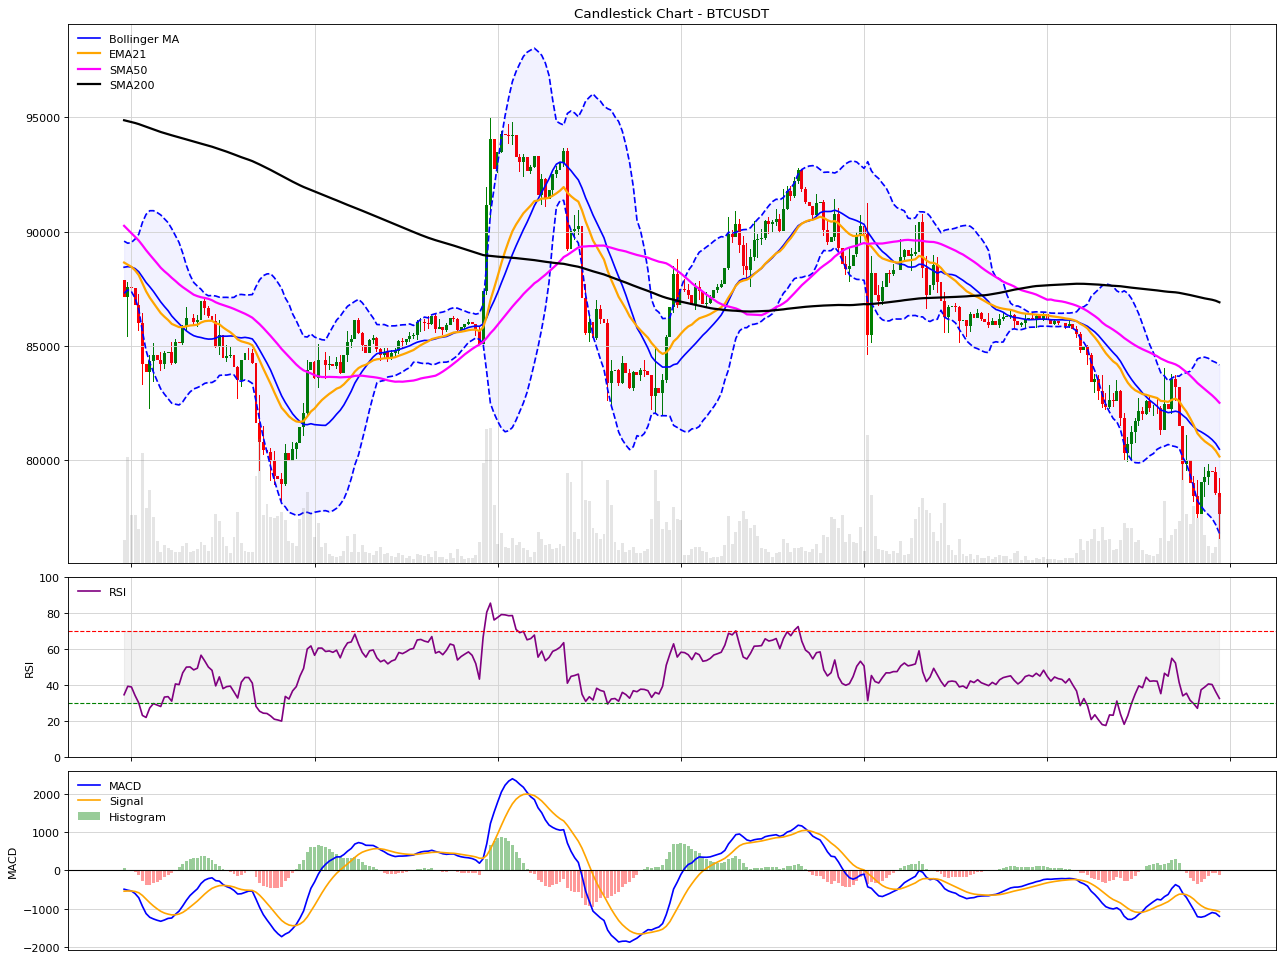 Candlestick Chart - BTCUSDT
Bollinger MA
EMA21
SMA50
SMA200
95000
90000
85000
80000
RSI
100
80
60
40
20
0
RSI
MACD
Signal
Histogram
2000
1000
0
−1000
−2000
MACD